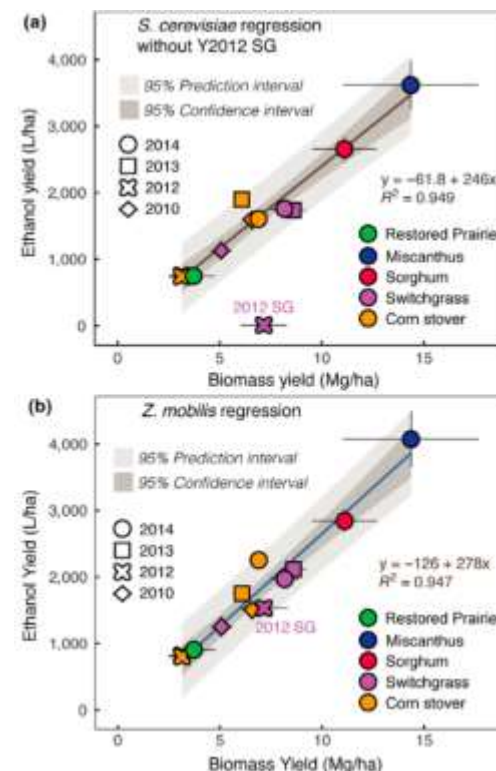 (a)
S. cerevisiae regression
without Y2012 SG
95% Prediction interval
95% Confidence interval
2014
2013
2012
2010
4,000
3,000
2,000
1,000
0
Ethanol yield (L/ha)
y = −61.8 + 246x
R² = 0.949
Restored Prairie
Miscanthus
Sorghum
Switchgrass
Corn stover
2012 SG
0 5 10 15
Biomass yield (Mg/ha)
(b)
Z. mobilis regression
95% Prediction interval
95% Confidence interval
2014
2013
2012
2010
4,000
3,000
2,000
1,000
0
Ethanol Yield (L/ha)
y = −126 + 278x
R² = 0.947
2012 SG
Restored Prairie
Miscanthus
Sorghum
Switchgrass
Corn stover
0 5 10 15
Biomass Yield (Mg/ha)